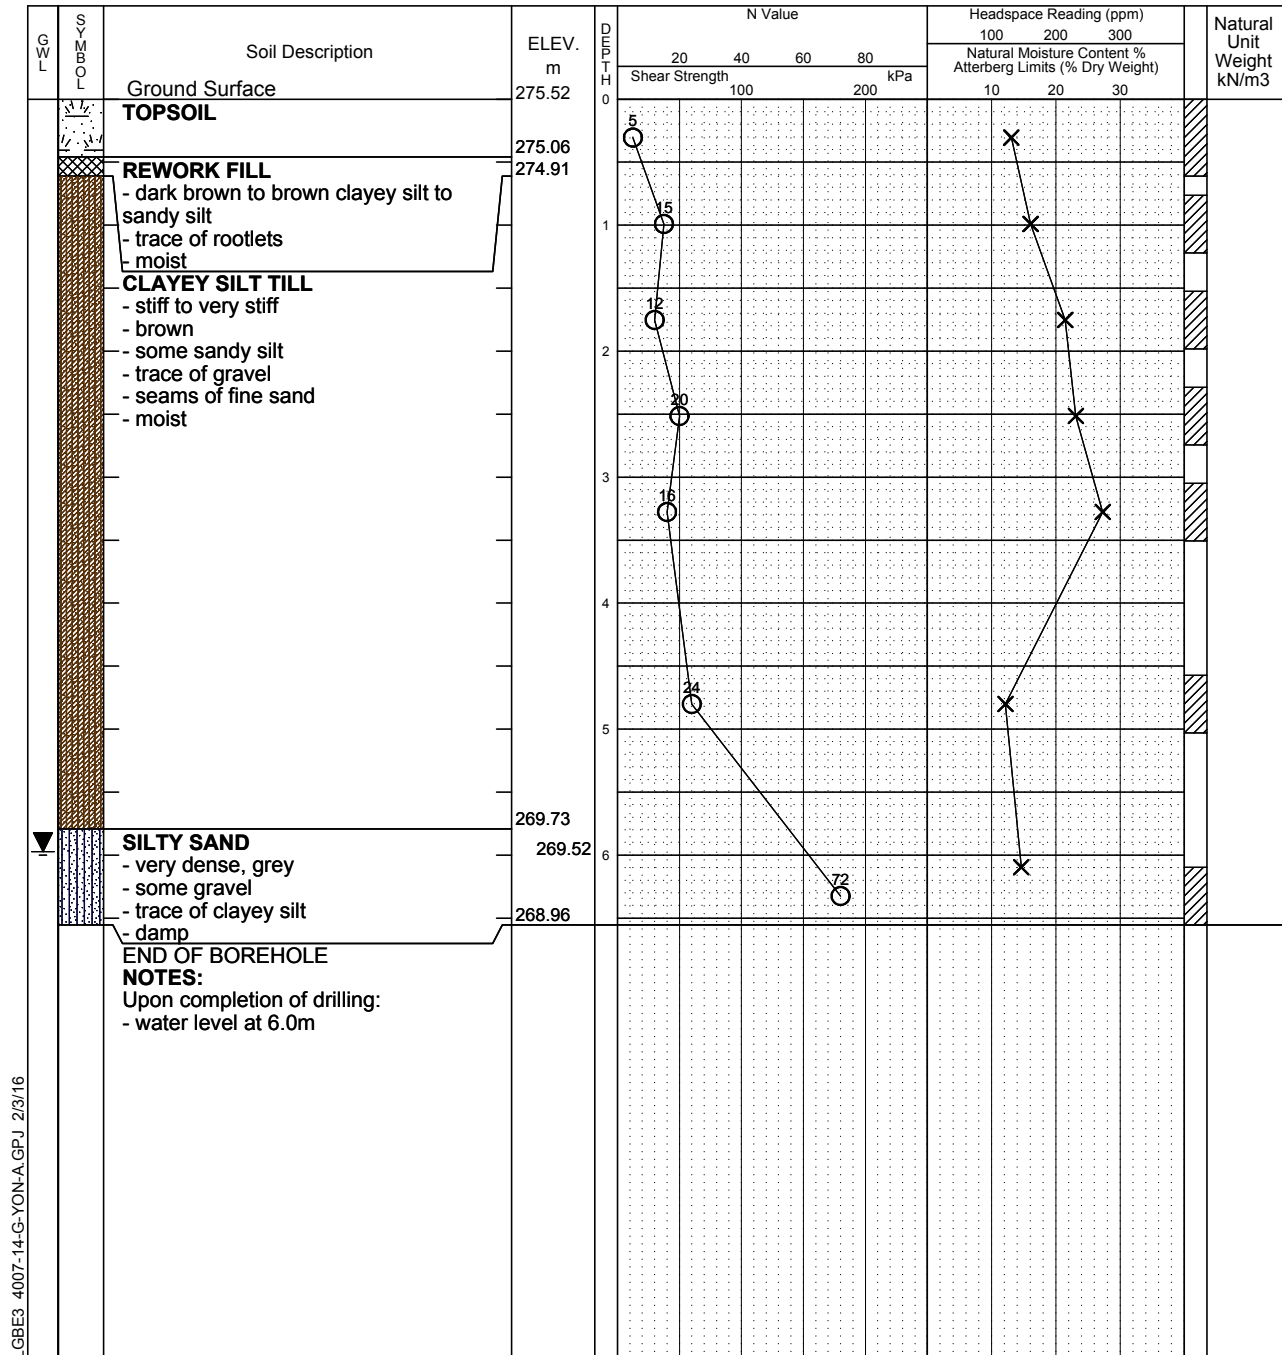 GWL
SYMBOL
Soil Description
Ground Surface
ELEV.
m
275.52
DEPTH
N Value
20 40 60 80
Shear Strength kPa
100 200
Headspace Reading (ppm)
100 200 300
Natural Moisture Content %
Atterberg Limits (% Dry Weight)
10 20 30
Natural
Unit
Weight
kN/m3
0
TOPSOIL
5
275.06
REWORK FILL
274.91
- dark brown to brown clayey silt to
sandy silt
- trace of rootlets
- moist
15
1
CLAYEY SILT TILL
- stiff to very stiff
- brown
- some sandy silt
- trace of gravel
- seams of fine sand
- moist
12
2
20
3
16
4
24
5
269.73
SILTY SAND
269.52
- very dense, grey
- some gravel
- trace of clayey silt
- damp
6
72
268.96
END OF BOREHOLE
NOTES:
Upon completion of drilling:
- water level at 6.0m
LGBE3 4007-14-G-YON-A.GPJ 2/3/16